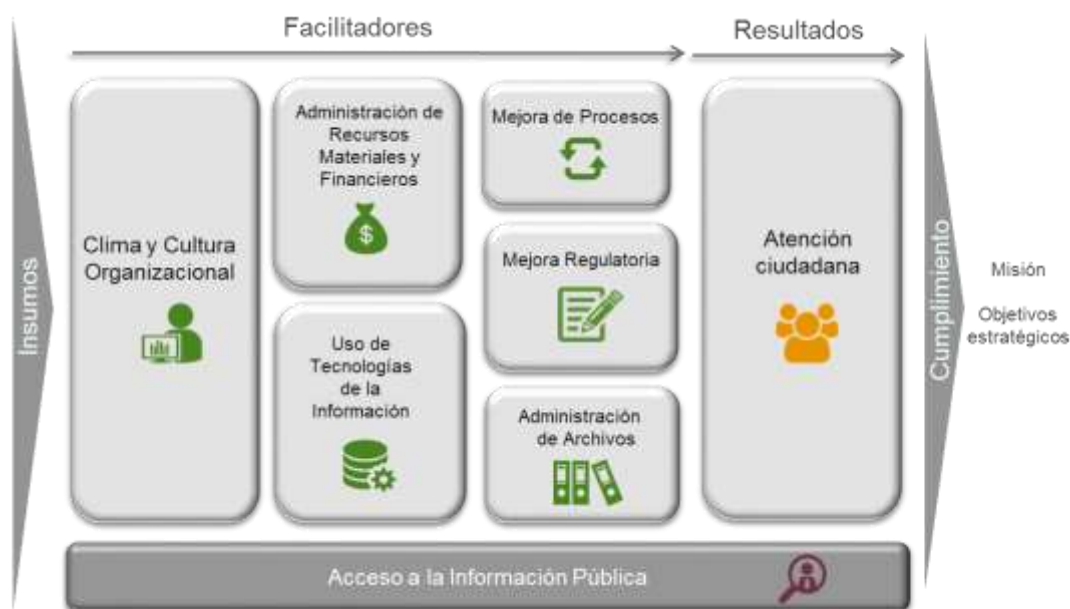 Facilitadores
Resultados
Insumos
Clima y Cultura
Organizacional
Administración de
Recursos
Materiales y
Financieros
$
Uso de
Tecnologías
de la
Información
Mejora de Procesos
Mejora Regulatoria
Administración
de Archivos
Atención
ciudadana
Cumplimiento
Misión
Objetivos
estratégicos
Acceso a la Información Pública